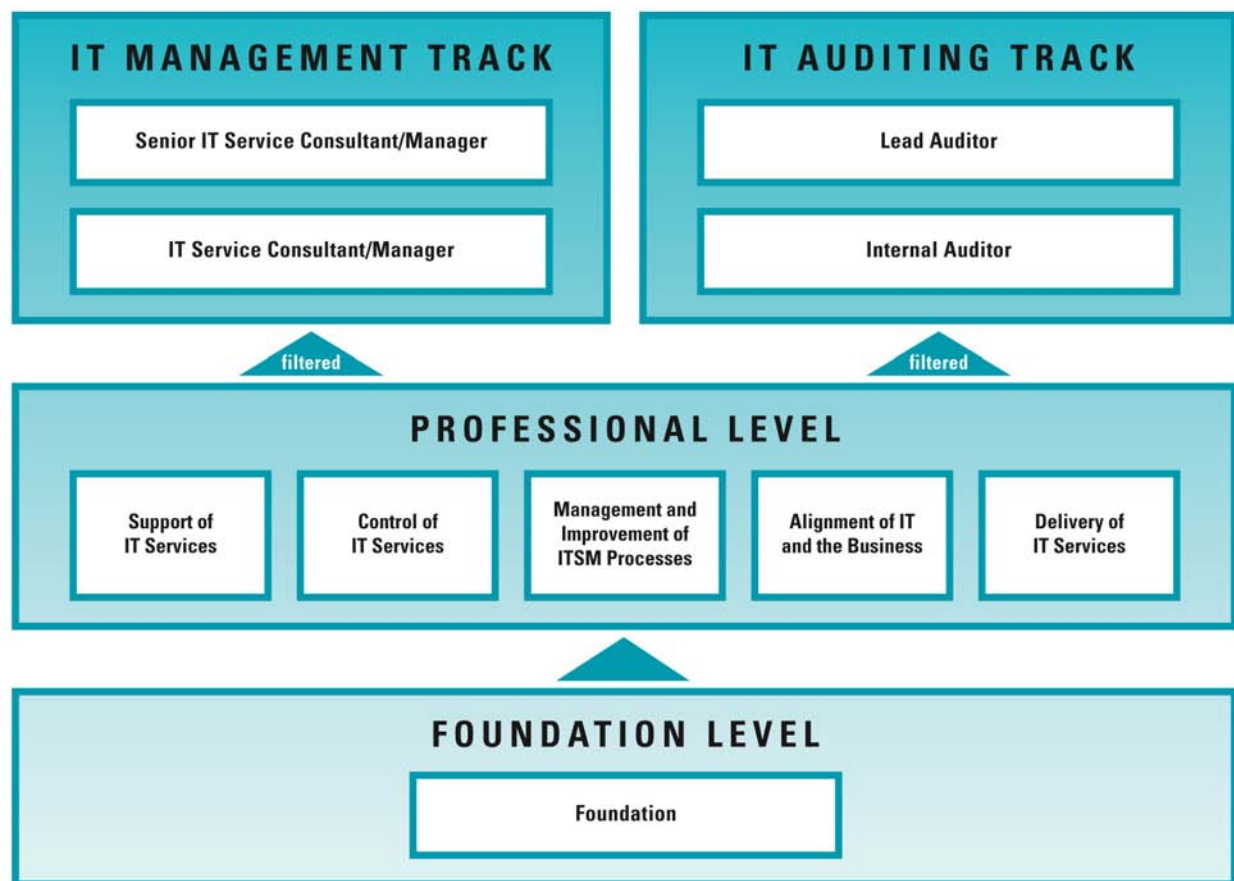 IT MANAGEMENT TRACK
Senior IT Service Consultant/Manager
IT Service Consultant/Manager
IT AUDITING TRACK
Lead Auditor
Internal Auditor
filtered
filtered
PROFESSIONAL LEVEL
Support of
IT Services
Control of
IT Services
Management and
Improvement of
ITSM Processes
Alignment of IT
and the Business
Delivery of
IT Services
FOUNDATION LEVEL
Foundation